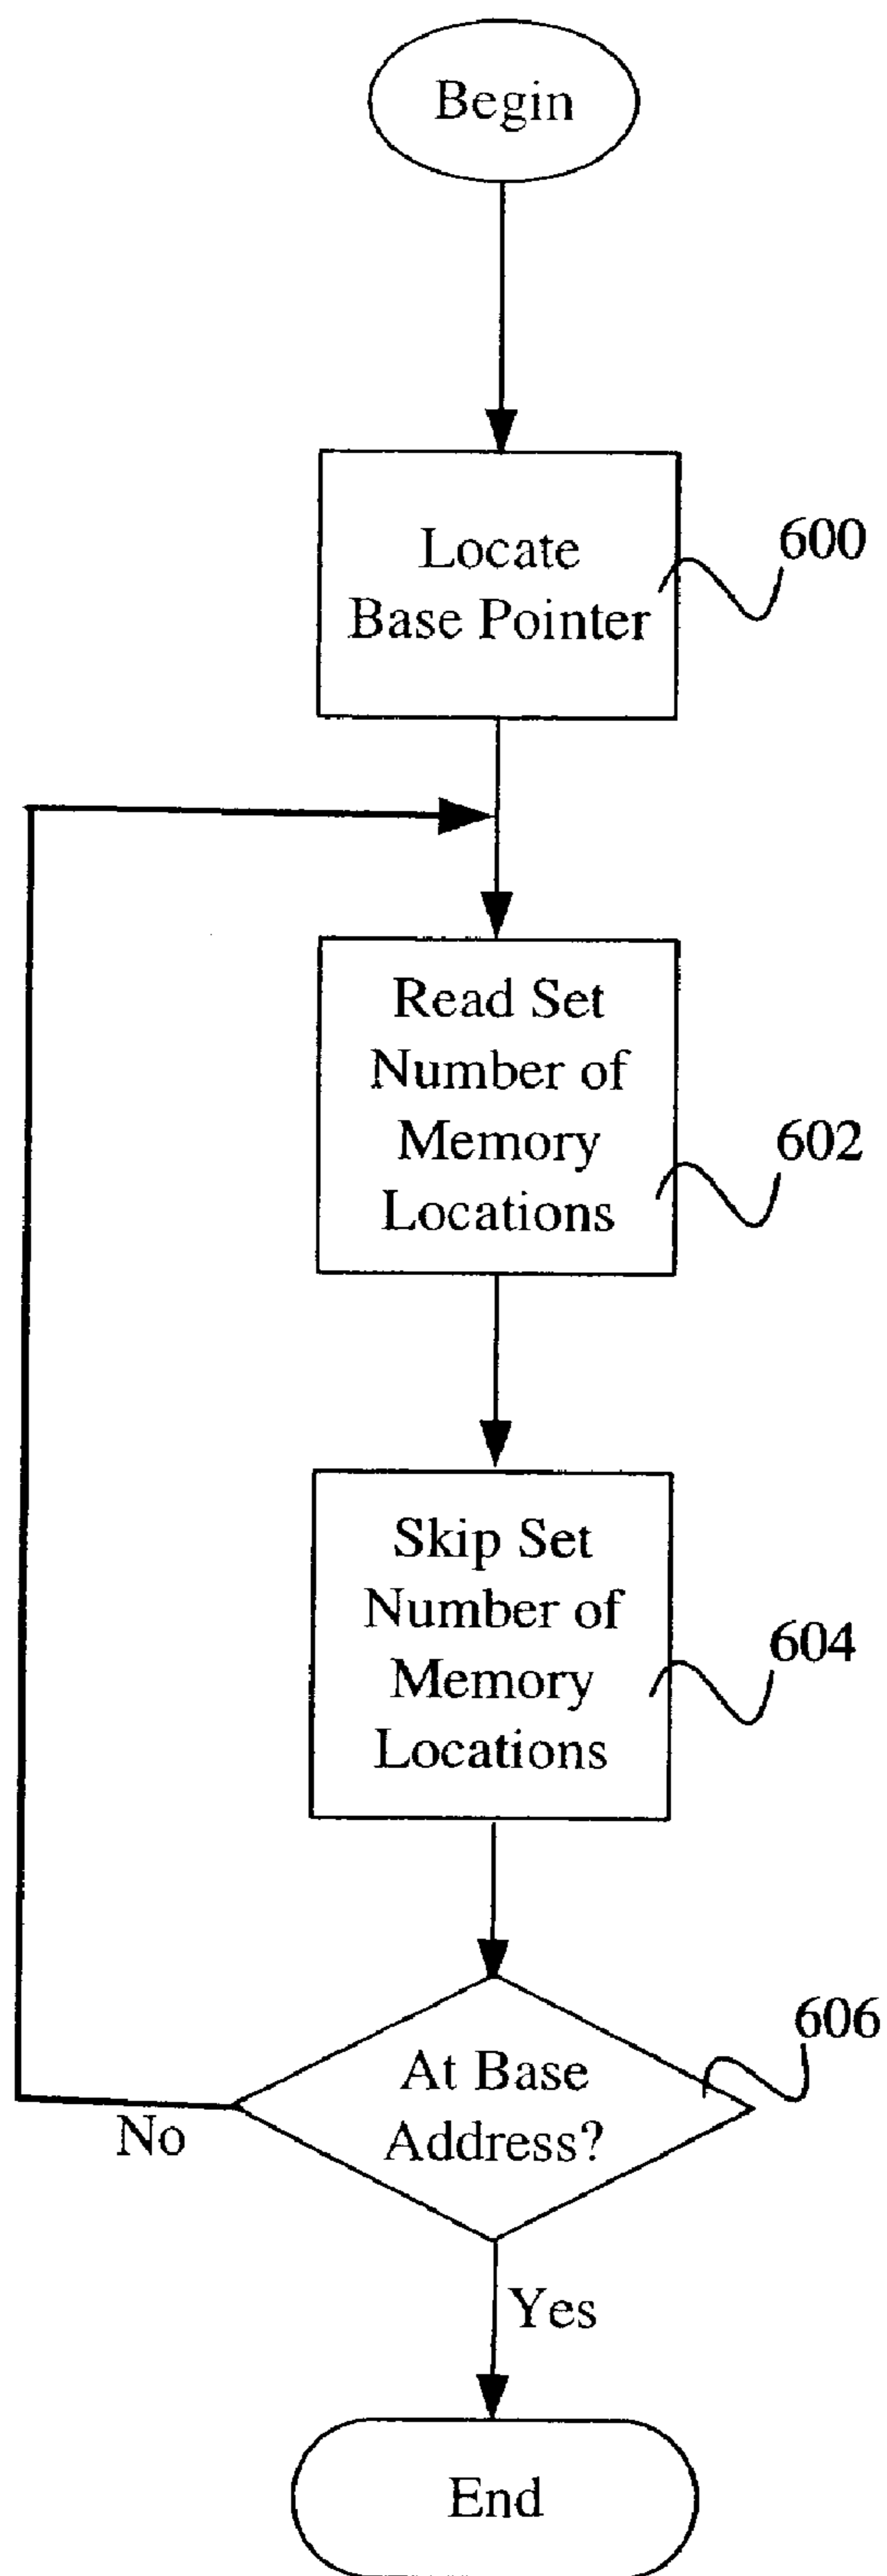 Begin
Locate
Base Pointer
600
Read Set
Number of
Memory
Locations
602
Skip Set
Number of
Memory
Locations
604
At Base
Address?
606
No
Yes
End